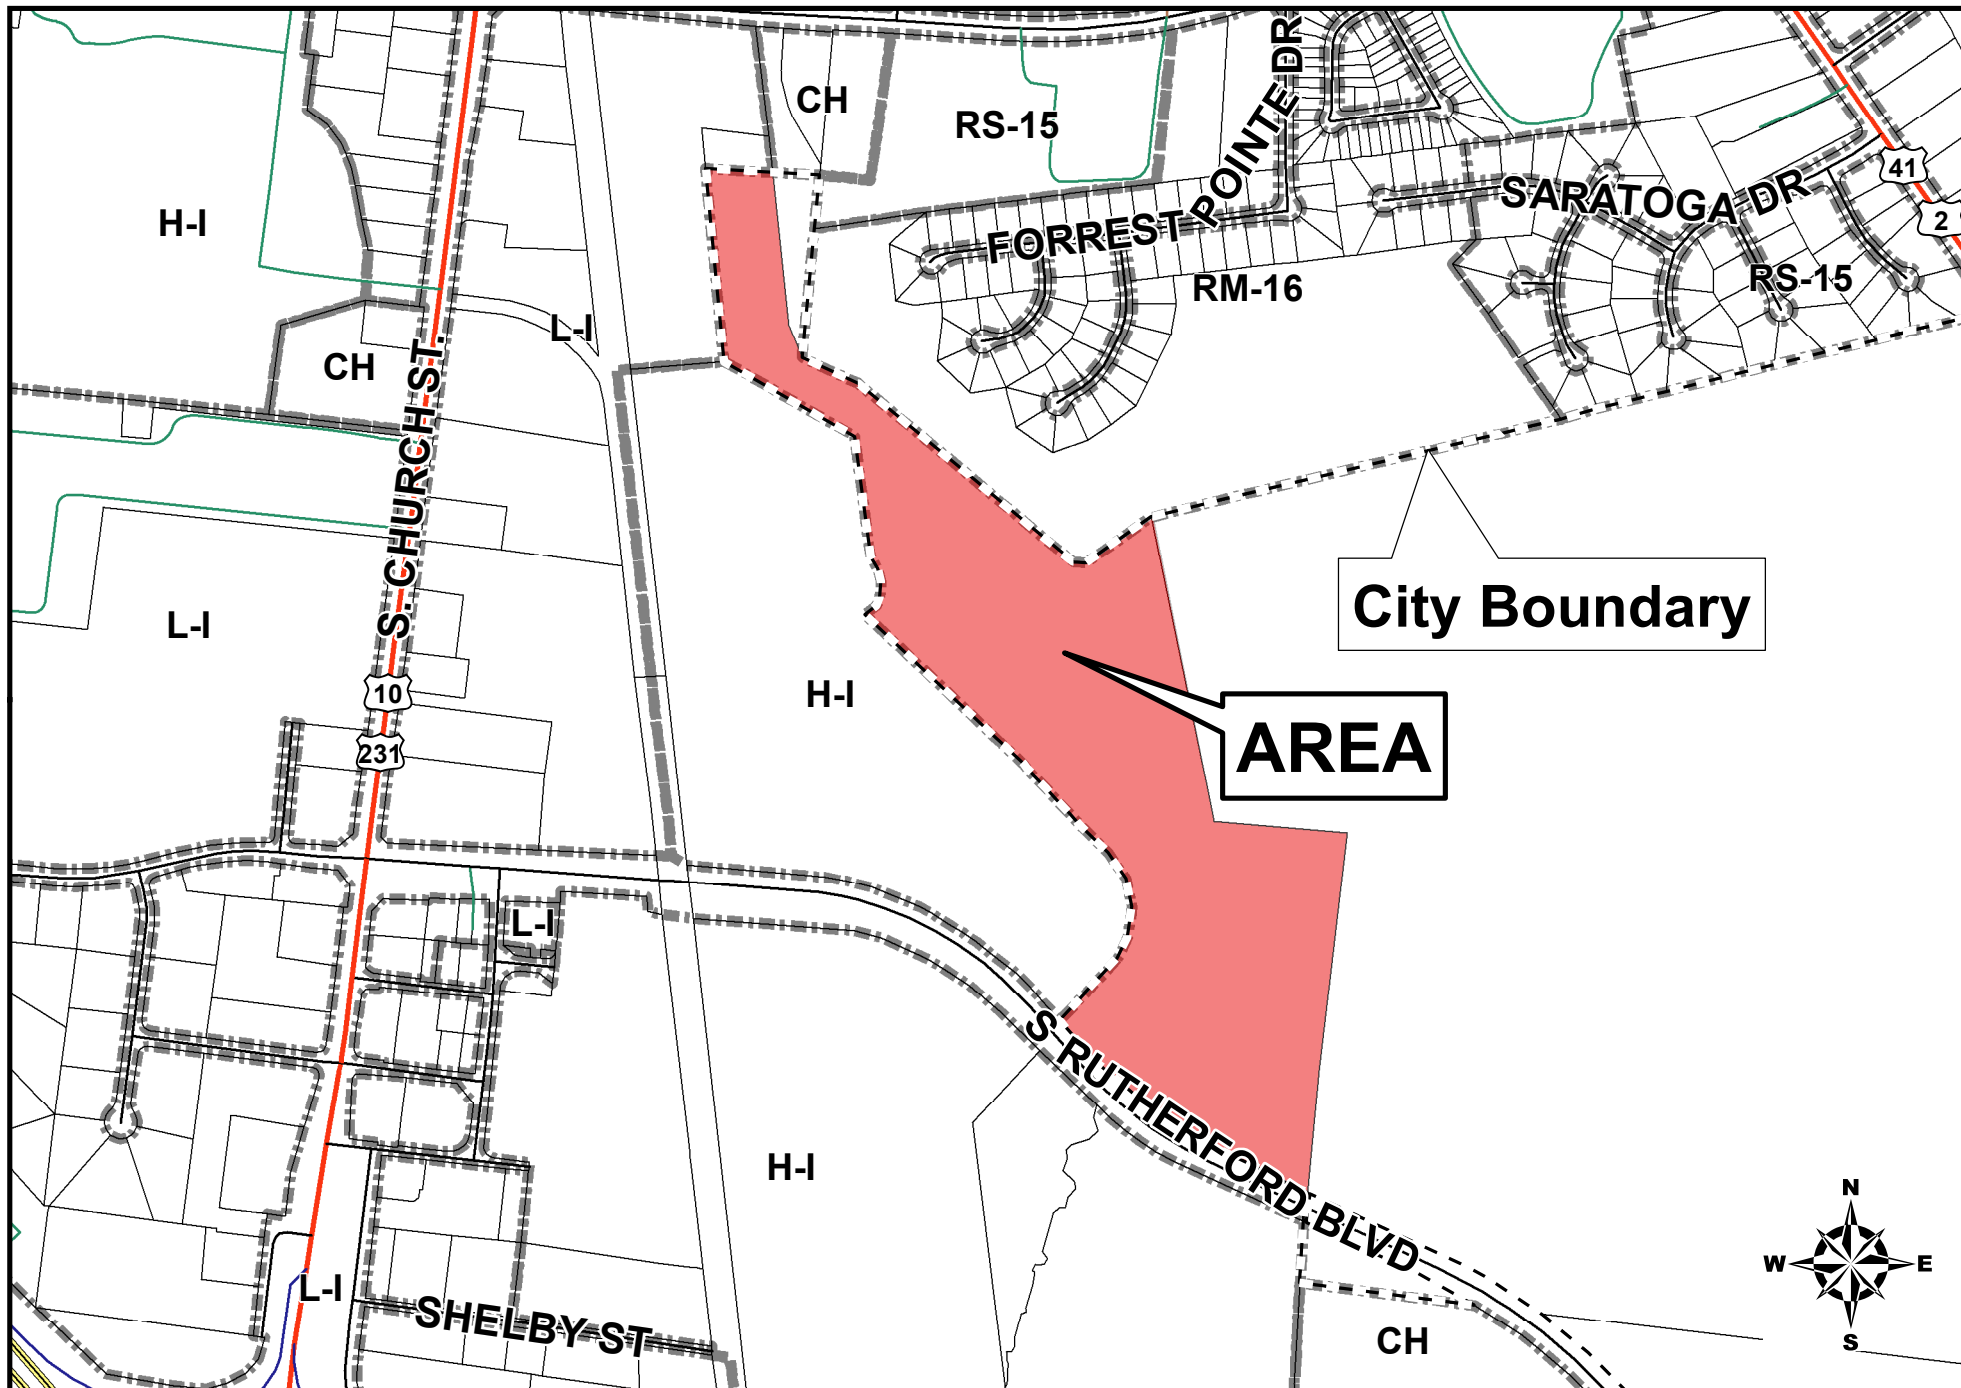 CH
RS-15
FORREST POINTE DR
SARATOGA DR
41
2
H-I
RM-16
RS-15
L-I
CH
S. CHURCH ST.
City Boundary
L-I
10
H-I
231
AREA
L-I
S RUTHERFORD BLVD
H-I
L-I
SHELBY ST
CH
N
W
E
S